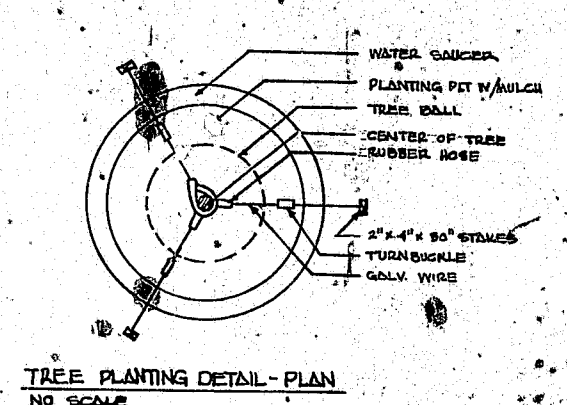 WATER SAUCER
PLANTING PIT W/MULCH
TREE BALL
CENTER OF TREE
RUBBER HOSE
2" x 4" x 30" STAKES
TURNBUCKLE
GALV. WIRE
TREE PLANTING DETAIL - PLAN
NO SCALE